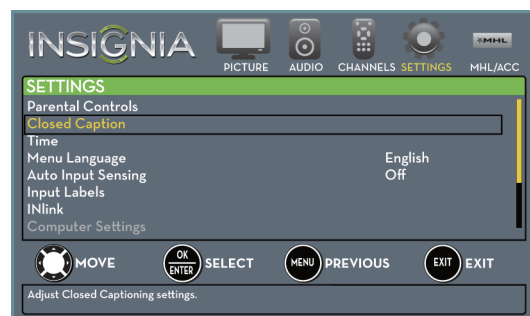 INSIGNIA
PICTURE AUDIO CHANNELS SETTINGS MHL MHL/ACC
SETTINGS
Parental Controls
Closed Caption
Time
Menu Language English
Auto Input Sensing Off
Input Labels
INlink
Computer Settings
MOVE OK/ENTER SELECT MENU PREVIOUS EXIT EXIT
Adjust Closed Captioning settings.